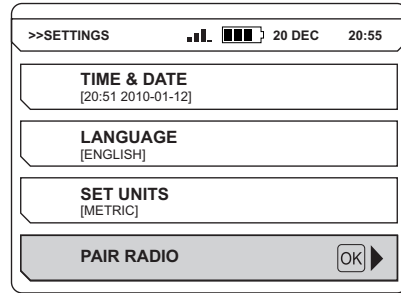 >>SETTINGS 20 DEC 20:55
TIME & DATE
[20:51 2010-01-12]
LANGUAGE
[ENGLISH]
SET UNITS
[METRIC]
PAIR RADIO OK